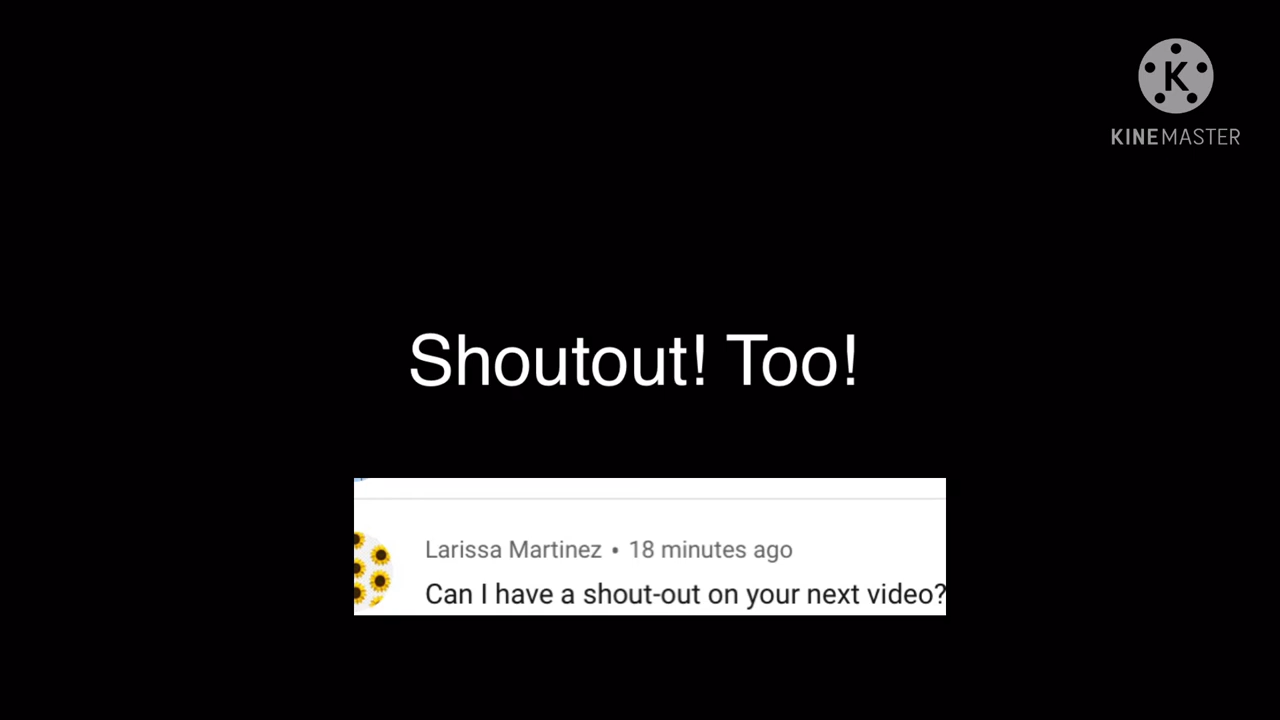 K
KINEMASTER
Shoutout! Too!
Larissa Martinez • 18 minutes ago
Can I have a shout-out on your next video?